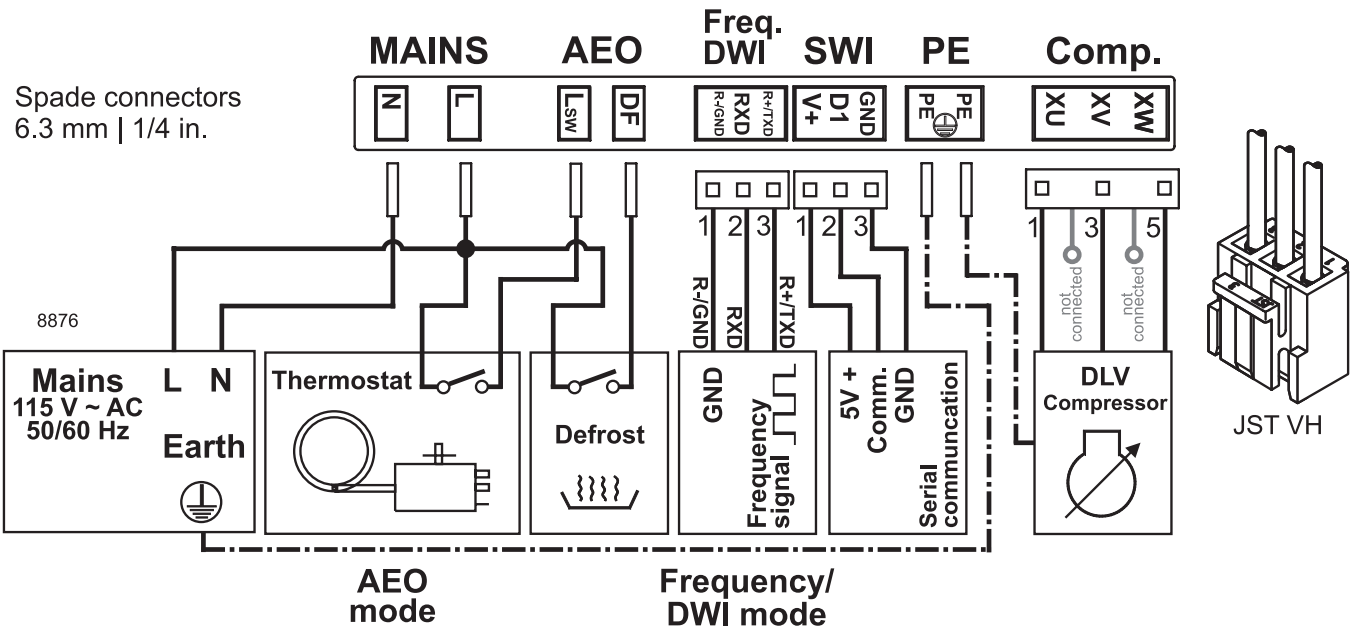 Spade connectors
6.3 mm | 1/4 in.
MAINS AEO Freq. DWI SWI PE Comp.
N L Lsw DF R-/GND RXD R+/TXD V+ D1 GND PE PE XU XV XW
1 2 3 1 2 3 1 3 5
R-/GND RXD R+/TXD
not connected
not connected
8876
Mains L N
115 V ~ AC
50/60 Hz
Earth
Thermostat
Defrost
GND
Frequency
signal
5V +
Comm.
GND
Serial
communcation
DLV
Compressor
JST VH
AEO
mode
Frequency/
DWI mode